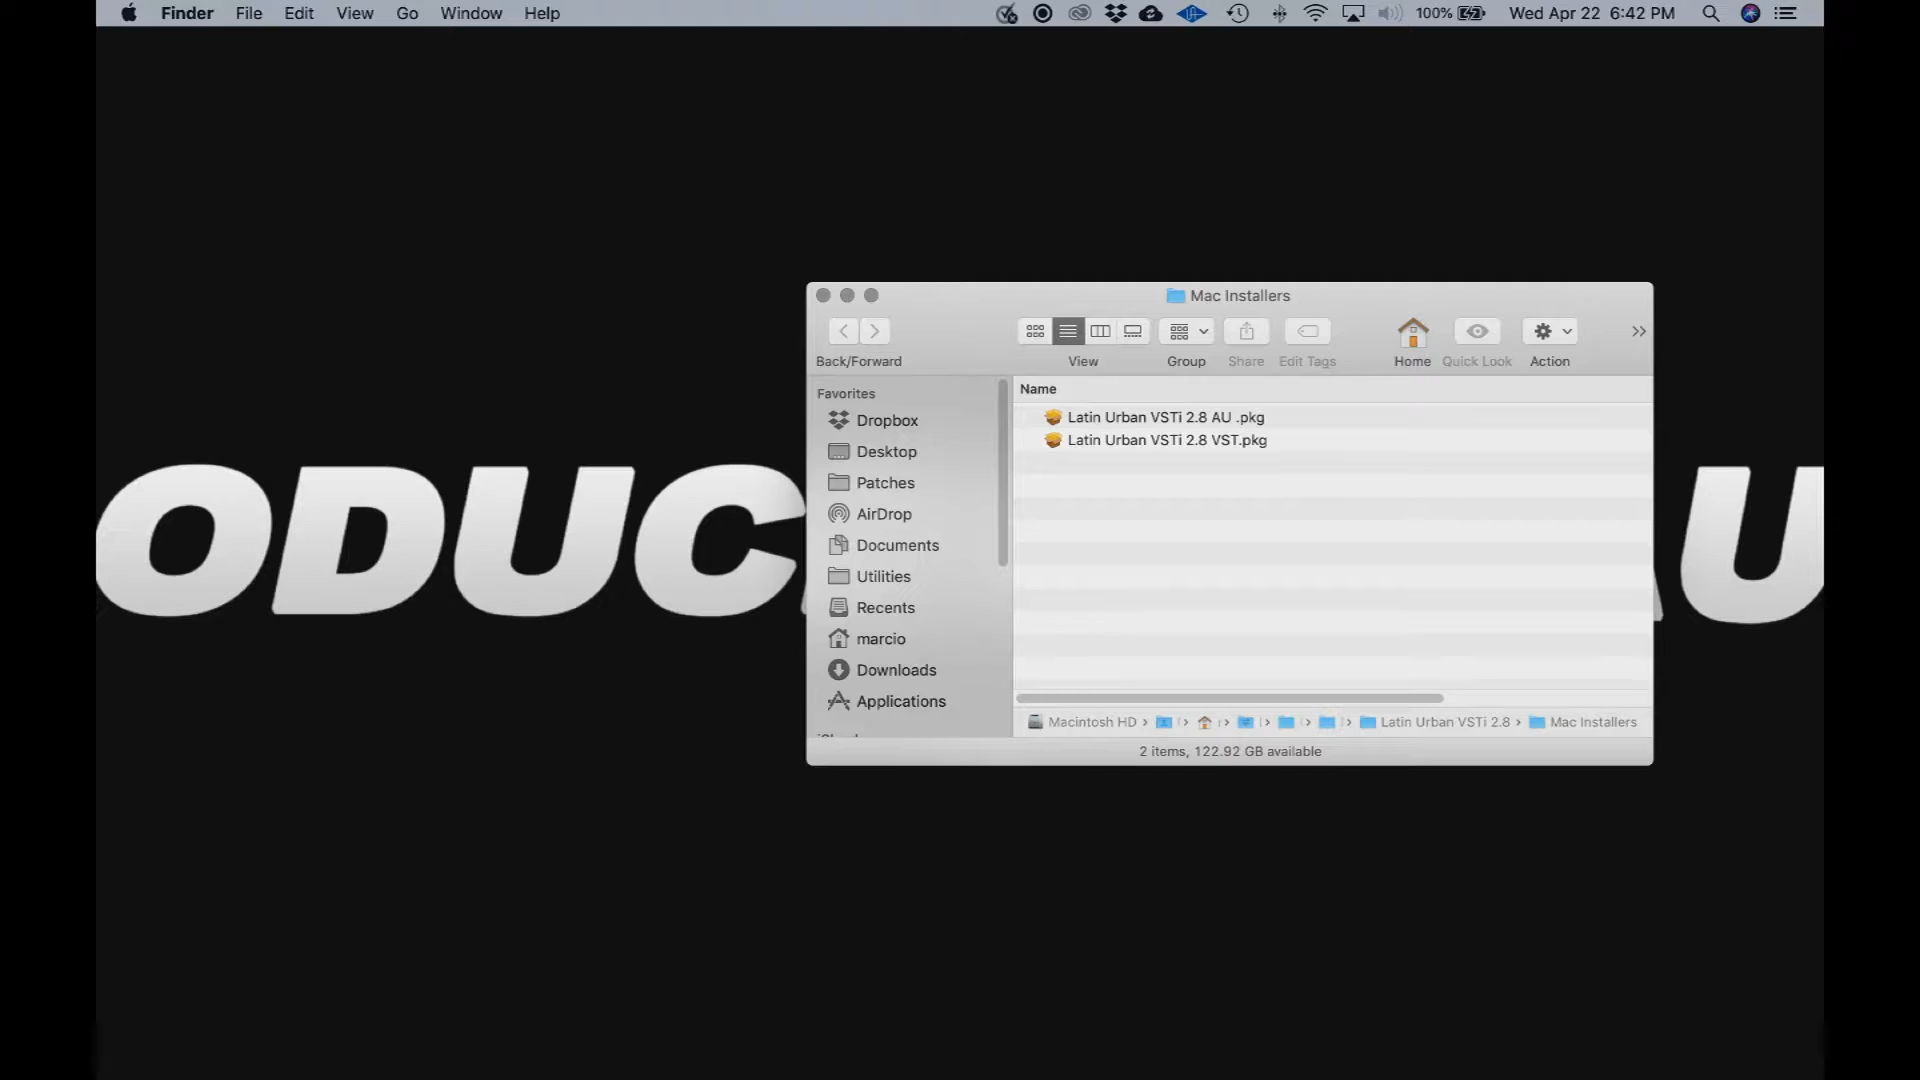 Finder File Edit View Go Window Help 100% Wed Apr 22 6:42 PM
Mac Installers
Back/Forward View Group Share Edit Tags Home Quick Look Action
Favorites
Dropbox
Desktop
Patches
AirDrop
Documents
Utilities
Recents
marcio
Downloads
Applications
Name
Latin Urban VSTi 2.8 AU .pkg
Latin Urban VSTi 2.8 VST.pkg
Macintosh HD › › › › › › Latin Urban VSTi 2.8 › Mac Installers
2 items, 122.92 GB available
ODUC
U